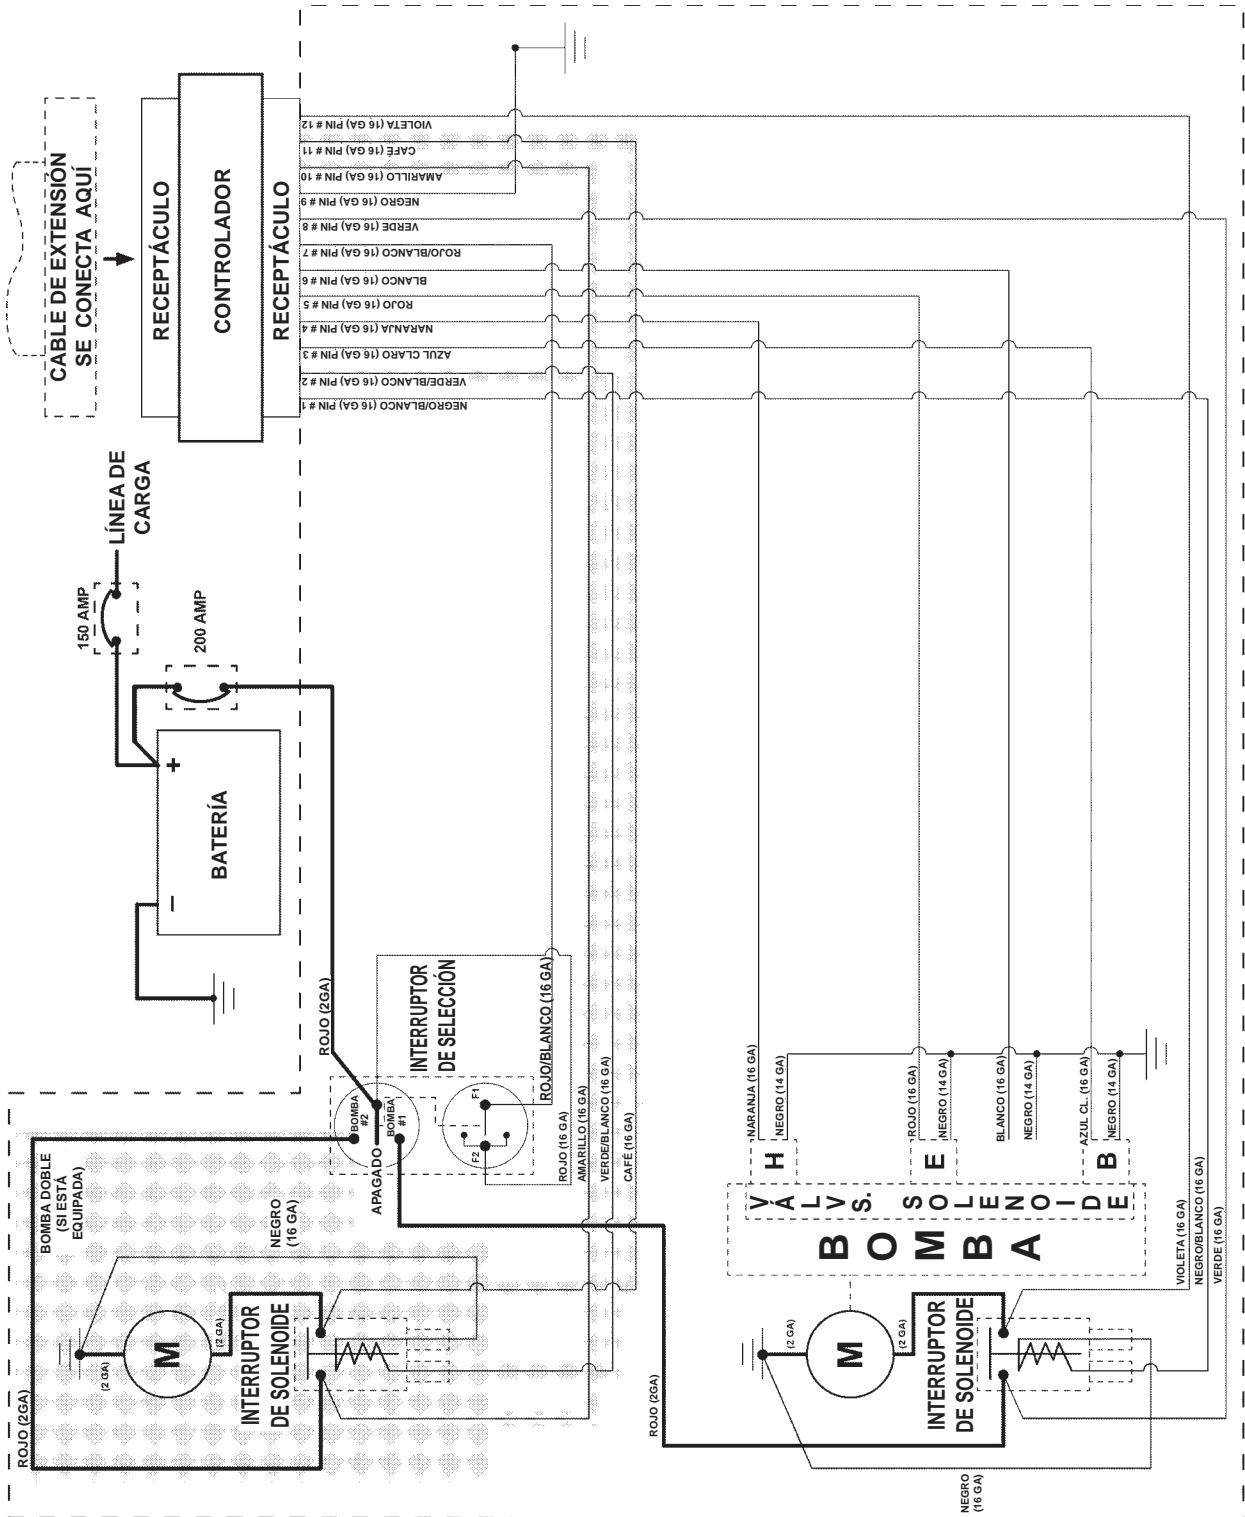 CABLE DE EXTENSIÓN
SE CONECTA AQUÍ
RECEPTÁCULO
CONTROLADOR
RECEPTÁCULO
VIOLETA (16 GA) PIN # 12
CAFÉ (16 GA) PIN # 11
AMARILLO (16 GA) PIN # 10
NEGRO (16 GA) PIN # 9
VERDE (16 GA) PIN # 8
ROJO/BLANCO (16 GA) PIN # 7
BLANCO (16 GA) PIN # 6
ROJO (16 GA) PIN # 5
NARANJA (16 GA) PIN # 4
AZUL CLARO (16 GA) PIN # 3
VERDE/BLANCO (16 GA) PIN # 2
NEGRO/BLANCO (16 GA) PIN # 1
LÍNEA DE
CARGA
150 AMP
200 AMP
+
BATERÍA
–
ROJO (2GA)
INTERRUPTOR
DE SELECCIÓN
ROJO/BLANCO (16 GA)
BOMBA
#2
BOMBA
#1
F1
F2
APAGADO
ROJO (16 GA)
AMARILLO (16 GA)
VERDE/BLANCO (16 GA)
CAFÉ (16 GA)
BOMBA DOBLE
(SI ESTÁ
EQUIPADA)
NEGRO
(16 GA)
(2 GA)
M
(2 GA)
INTERRUPTOR
DE SOLENOIDE
ROJO (2GA)
ROJO (2GA)
NARANJA (16 GA)
NEGRO (14 GA)
ROJO (16 GA)
NEGRO (14 GA)
BLANCO (16 GA)
NEGRO (14 GA)
AZUL CL. (16 GA)
NEGRO (14 GA)
H
E
B
VÁLVS. SOLENOIDE
BOMBA
VIOLETA (16 GA)
NEGRO/BLANCO (16 GA)
VERDE (16 GA)
(2 GA)
M
(2 GA)
INTERRUPTOR
DE SOLENOIDE
NEGRO
(16 GA)